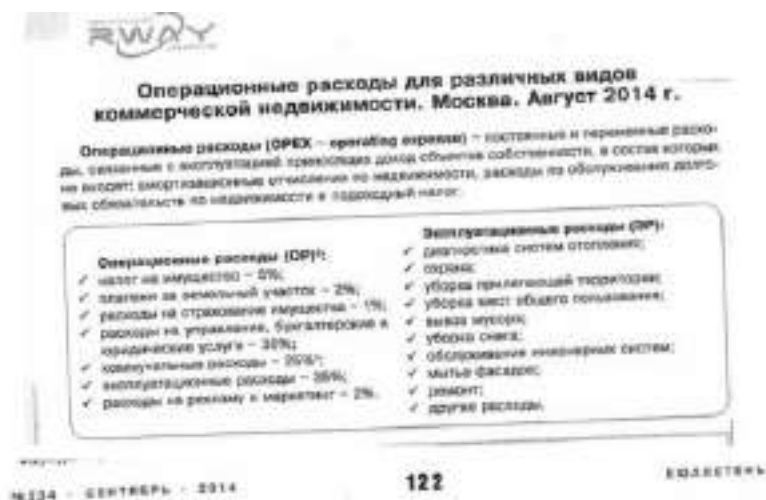 RWAY
Операционные расходы для различных видов
коммерческой недвижимости. Москва. Август 2014 г.
Операционные расходы (OPEX – operating expense) – постоянные и переменные расхо-
ды, связанные с эксплуатацией приносящих доход объектов собственности, в состав которых
не входят: амортизационные отчисления по недвижимости, расходы по обслуживанию долго-
вых обязательств по недвижимости и подоходный налог.
Операционные расходы (ОР):
✓ налог на имущество –
✓ платежи за земельный участок – 2%;
✓ расходы на страхование имущества – 1%;
✓ расходы на управление, бухгалтерские и
юридические услуги – 30%;
✓ коммунальные расходы –
✓ эксплуатационные расходы –
✓ расходы на рекламу и маркетинг – 2%.
Эксплуатационные расходы (ЭР):
✓ диагностика систем отопления;
✓ охрана;
✓ уборка прилегающей территории;
✓ уборка мест общего пользования;
✓ вывоз мусора;
✓ уборка снега;
✓ обслуживание инженерных систем;
✓ мытье фасадов;
✓ ремонт;
✓ другие расходы.
№234 - СЕНТЯБРЬ - 2014
122
БЮЛЛЕТЕНЬ